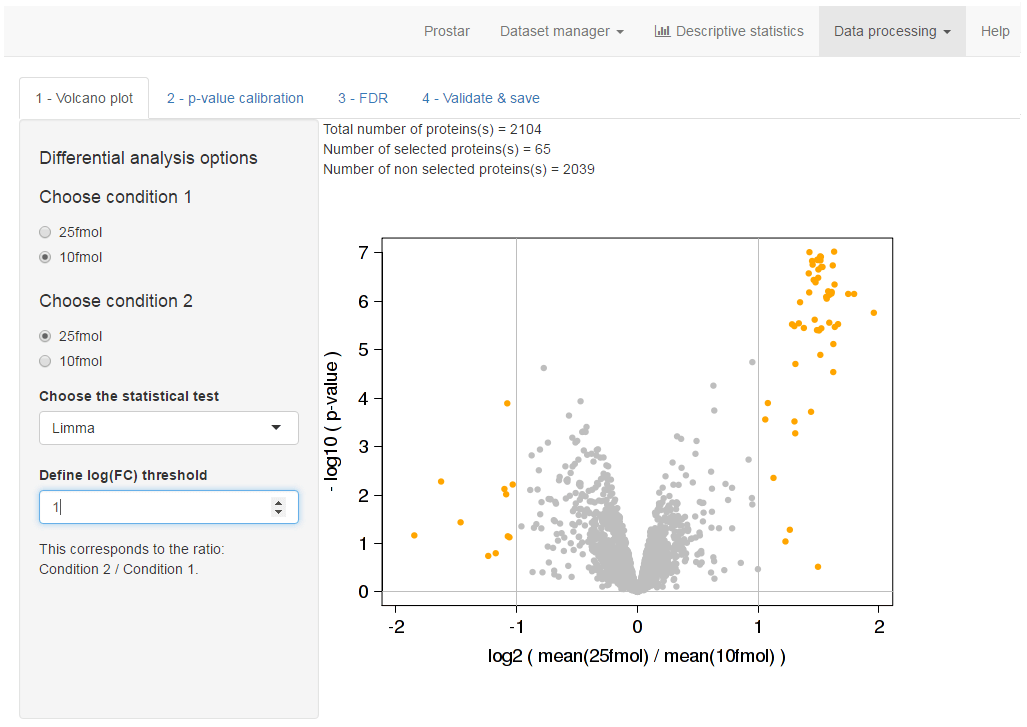 Prostar Dataset manager Descriptive statistics Data processing Help
1 - Volcano plot 2 - p-value calibration 3 - FDR 4 - Validate & save
Differential analysis options
Choose condition 1
25fmol
10fmol
Choose condition 2
25fmol
10fmol
Choose the statistical test
Limma
Define log(FC) threshold
1
This corresponds to the ratio:
Condition 2 / Condition 1.
Total number of proteins(s) = 2104
Number of selected proteins(s) = 65
Number of non selected proteins(s) = 2039
- log10 ( p-value )
7
6
5
4
3
2
1
0
-2 -1 0 1 2
log2 ( mean(25fmol) / mean(10fmol) )